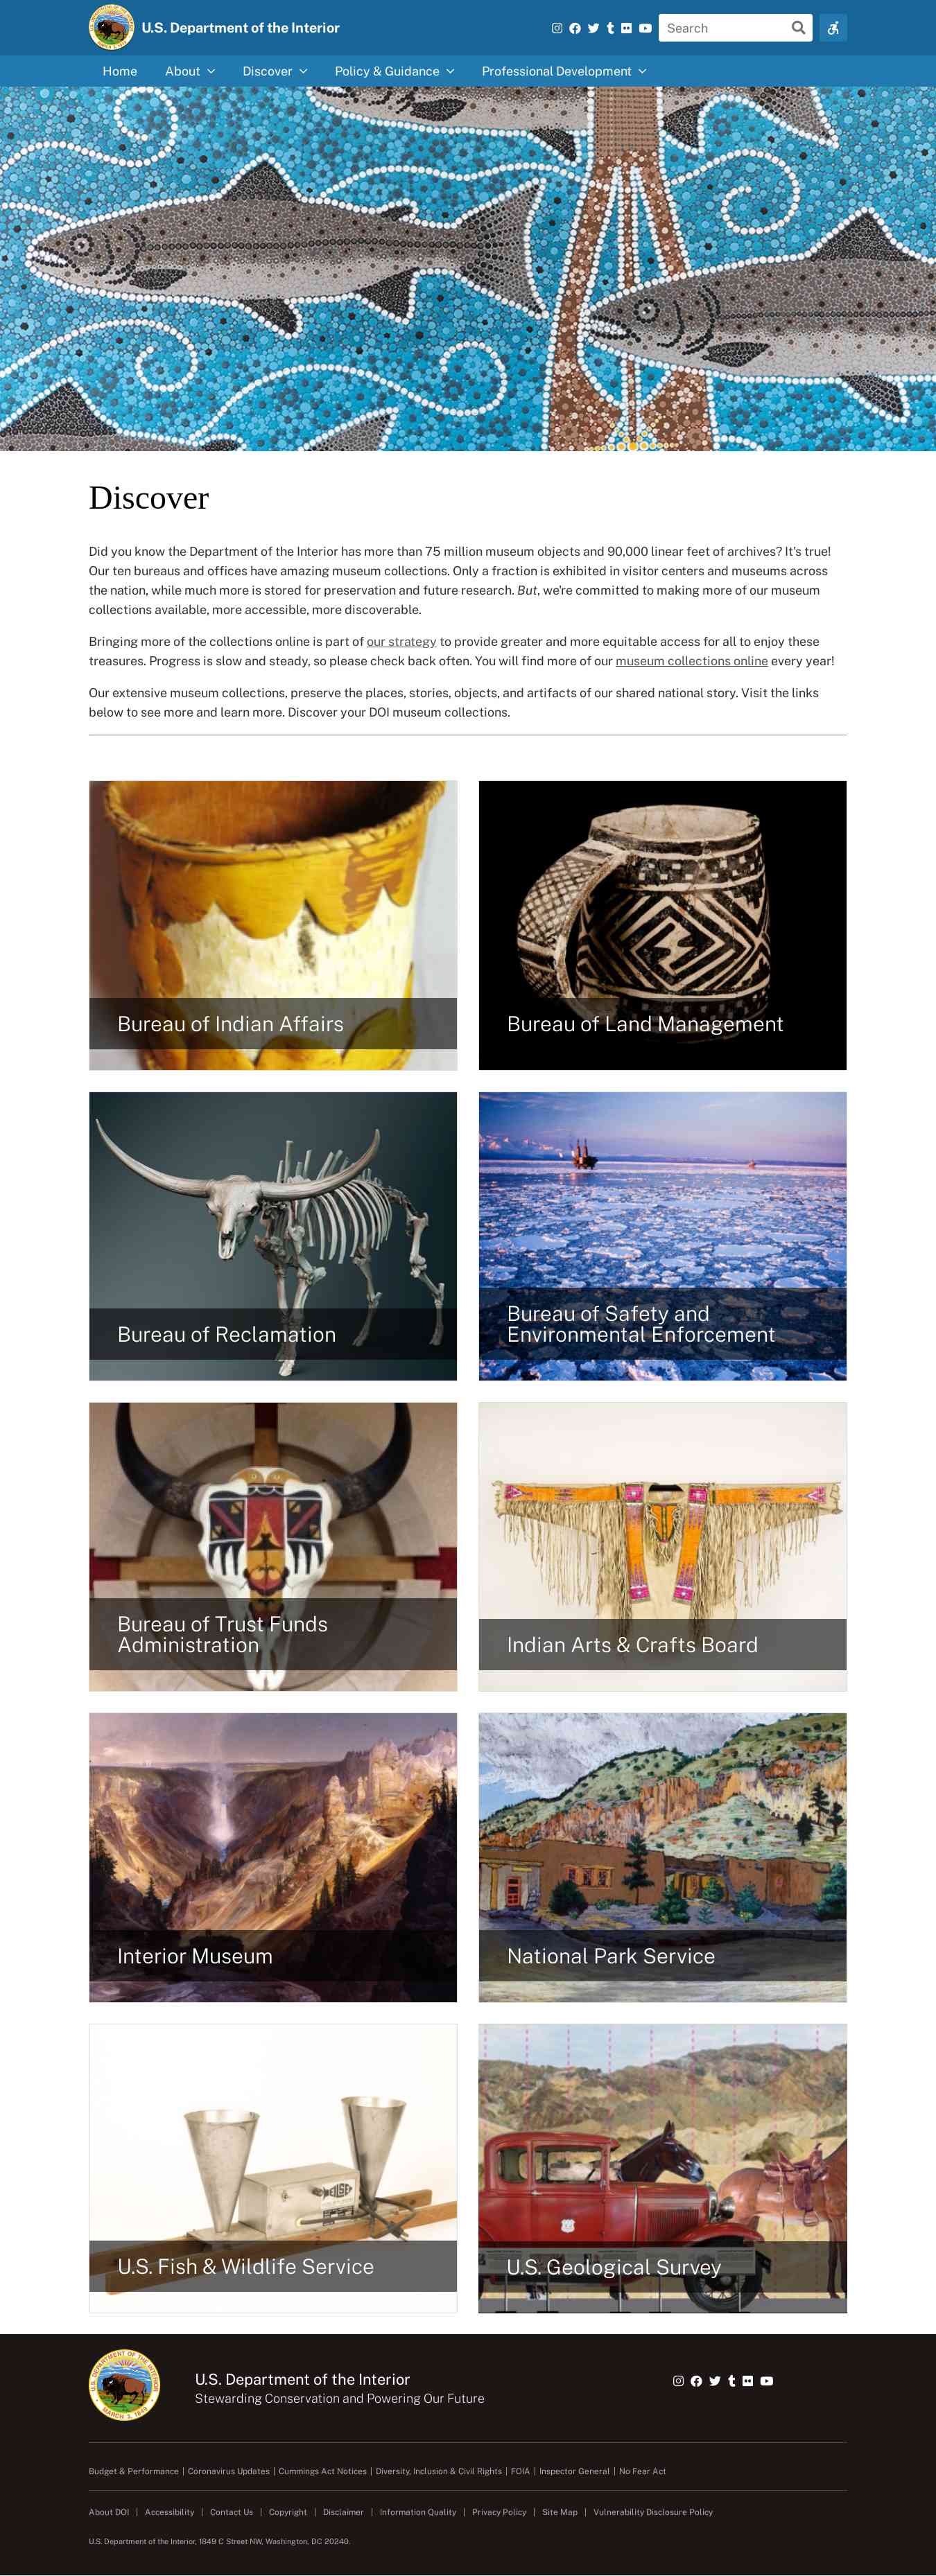 U.S. Department of the Interior
Search
Home About Discover Policy & Guidance Professional Development
Discover
Did you know the Department of the Interior has more than 75 million museum objects and 90,000 linear feet of archives? It's true!
Our ten bureaus and offices have amazing museum collections. Only a fraction is exhibited in visitor centers and museums across
the nation, while much more is stored for preservation and future research. But, we're committed to making more of our museum
collections available, more accessible, more discoverable.
Bringing more of the collections online is part of our strategy to provide greater and more equitable access for all to enjoy these
treasures. Progress is slow and steady, so please check back often. You will find more of our museum collections online every year!
Our extensive museum collections, preserve the places, stories, objects, and artifacts of our shared national story. Visit the links
below to see more and learn more. Discover your DOI museum collections.
Bureau of Indian Affairs
Bureau of Land Management
Bureau of Reclamation
Bureau of Safety and
Environmental Enforcement
Bureau of Trust Funds
Administration
Indian Arts & Crafts Board
Interior Museum
National Park Service
U.S. Fish & Wildlife Service
U.S. Geological Survey
U.S. DEPARTMENT OF THE INTERIOR
MARCH 3, 1849
U.S. Department of the Interior
Stewarding Conservation and Powering Our Future
Budget & Performance | Coronavirus Updates | Cummings Act Notices | Diversity, Inclusion & Civil Rights | FOIA | Inspector General | No Fear Act
About DOI | Accessibility | Contact Us | Copyright | Disclaimer | Information Quality | Privacy Policy | Site Map | Vulnerability Disclosure Policy
U.S. Department of the Interior, 1849 C Street NW, Washington, DC 20240.